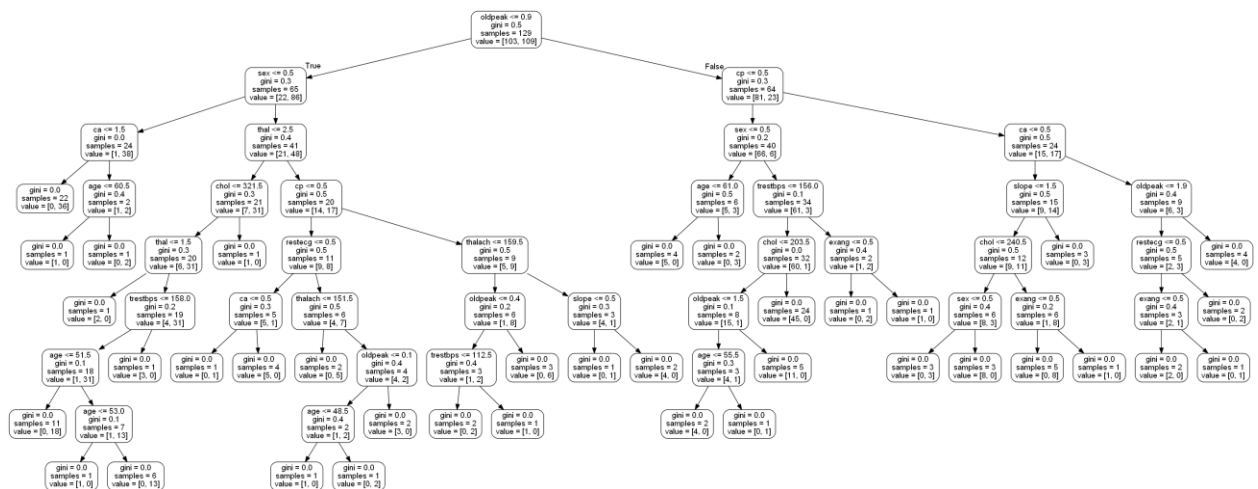 oldpeak <= 0.9
gini = 0.5
samples = 129
value = [103, 109]
True
False
sex <= 0.5
gini = 0.3
samples = 65
value = [22, 86]
cp <= 0.5
gini = 0.3
samples = 64
value = [81, 23]
ca <= 1.5
gini = 0.0
samples = 24
value = [1, 38]
thal <= 2.5
gini = 0.4
samples = 41
value = [21, 48]
sex <= 0.5
gini = 0.2
samples = 40
value = [66, 6]
ca <= 0.5
gini = 0.5
samples = 24
value = [15, 17]
gini = 0.0
samples = 22
value = [0, 36]
age <= 60.5
gini = 0.4
samples = 2
value = [1, 2]
chol <= 321.5
gini = 0.3
samples = 21
value = [7, 31]
cp <= 0.5
gini = 0.5
samples = 20
value = [14, 17]
age <= 61.0
gini = 0.5
samples = 6
value = [5, 3]
trestbps <= 156.0
gini = 0.1
samples = 34
value = [61, 3]
slope <= 1.5
gini = 0.5
samples = 15
value = [9, 14]
oldpeak <= 1.9
gini = 0.4
samples = 9
value = [6, 3]
gini = 0.0
samples = 1
value = [1, 0]
gini = 0.0
samples = 1
value = [0, 2]
thal <= 1.5
gini = 0.3
samples = 20
value = [6, 31]
gini = 0.0
samples = 1
value = [1, 0]
restecg <= 0.5
gini = 0.5
samples = 11
value = [9, 8]
thalach <= 159.5
gini = 0.5
samples = 9
value = [5, 9]
gini = 0.0
samples = 4
value = [5, 0]
gini = 0.0
samples = 2
value = [0, 3]
chol <= 203.5
gini = 0.0
samples = 32
value = [60, 1]
exang <= 0.5
gini = 0.4
samples = 2
value = [1, 2]
chol <= 240.5
gini = 0.5
samples = 12
value = [9, 11]
gini = 0.0
samples = 3
value = [0, 3]
restecg <= 0.5
gini = 0.5
samples = 5
value = [2, 3]
gini = 0.0
samples = 4
value = [4, 0]
gini = 0.0
samples = 1
value = [2, 0]
trestbps <= 158.0
gini = 0.2
samples = 19
value = [4, 31]
ca <= 0.5
gini = 0.3
samples = 5
value = [5, 1]
thalach <= 151.5
gini = 0.5
samples = 6
value = [4, 7]
oldpeak <= 0.4
gini = 0.2
samples = 6
value = [1, 8]
slope <= 0.5
gini = 0.3
samples = 3
value = [4, 1]
oldpeak <= 1.5
gini = 0.1
samples = 8
value = [15, 1]
gini = 0.0
samples = 24
value = [45, 0]
gini = 0.0
samples = 1
value = [0, 2]
gini = 0.0
samples = 1
value = [1, 0]
sex <= 0.5
gini = 0.4
samples = 6
value = [8, 3]
exang <= 0.5
gini = 0.2
samples = 6
value = [1, 8]
exang <= 0.5
gini = 0.4
samples = 3
value = [2, 1]
gini = 0.0
samples = 2
value = [0, 2]
age <= 51.5
gini = 0.1
samples = 18
value = [1, 31]
gini = 0.0
samples = 1
value = [3, 0]
gini = 0.0
samples = 1
value = [0, 1]
gini = 0.0
samples = 4
value = [5, 0]
gini = 0.0
samples = 2
value = [0, 5]
oldpeak <= 0.1
gini = 0.4
samples = 4
value = [4, 2]
trestbps <= 112.5
gini = 0.4
samples = 3
value = [1, 2]
gini = 0.0
samples = 3
value = [0, 6]
gini = 0.0
samples = 1
value = [0, 1]
gini = 0.0
samples = 2
value = [4, 0]
age <= 55.5
gini = 0.3
samples = 3
value = [4, 1]
gini = 0.0
samples = 5
value = [11, 0]
gini = 0.0
samples = 3
value = [0, 3]
gini = 0.0
samples = 3
value = [8, 0]
gini = 0.0
samples = 5
value = [0, 8]
gini = 0.0
samples = 1
value = [1, 0]
gini = 0.0
samples = 2
value = [2, 0]
gini = 0.0
samples = 1
value = [0, 1]
gini = 0.0
samples = 11
value = [0, 18]
age <= 53.0
gini = 0.1
samples = 7
value = [1, 13]
age <= 48.5
gini = 0.4
samples = 2
value = [1, 2]
gini = 0.0
samples = 2
value = [3, 0]
gini = 0.0
samples = 2
value = [0, 2]
gini = 0.0
samples = 1
value = [1, 0]
gini = 0.0
samples = 2
value = [4, 0]
gini = 0.0
samples = 1
value = [0, 1]
gini = 0.0
samples = 1
value = [1, 0]
gini = 0.0
samples = 6
value = [0, 13]
gini = 0.0
samples = 1
value = [1, 0]
gini = 0.0
samples = 1
value = [0, 2]